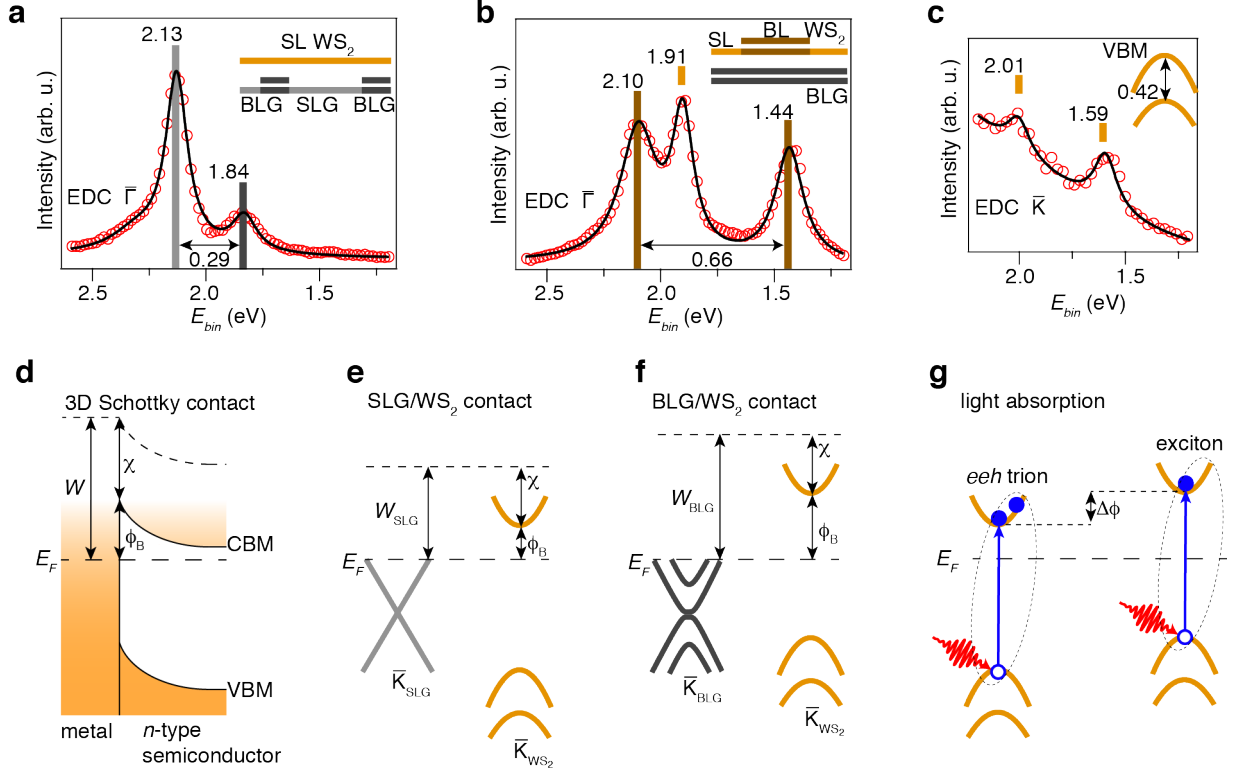 a
2.13
SL WS2
BLG SLG BLG
1.84
EDC Γ̅
0.29
2.5 2.0 1.5
Ebin (eV)
Intensity (arb. u.)
b
BL
SL WS2
1.91
2.10
BLG
1.44
EDC Γ̅
0.66
2.5 2.0 1.5
Ebin (eV)
Intensity (arb. u.)
c
VBM
2.01
0.42
1.59
EDC K̅
2.0 1.5
Ebin (eV)
Intensity (arb. u.)
d
3D Schottky contact
χ
W
ϕB
CBM
EF
VBM
metal
n-type
semiconductor
e
SLG/WS2 contact
χ
WSLG
ϕB
EF
K̅SLG
K̅WS2
f
BLG/WS2 contact
χ
WBLG
ϕB
EF
K̅BLG
K̅WS2
g
light absorption
exciton
eeh trion
Δϕ
EF